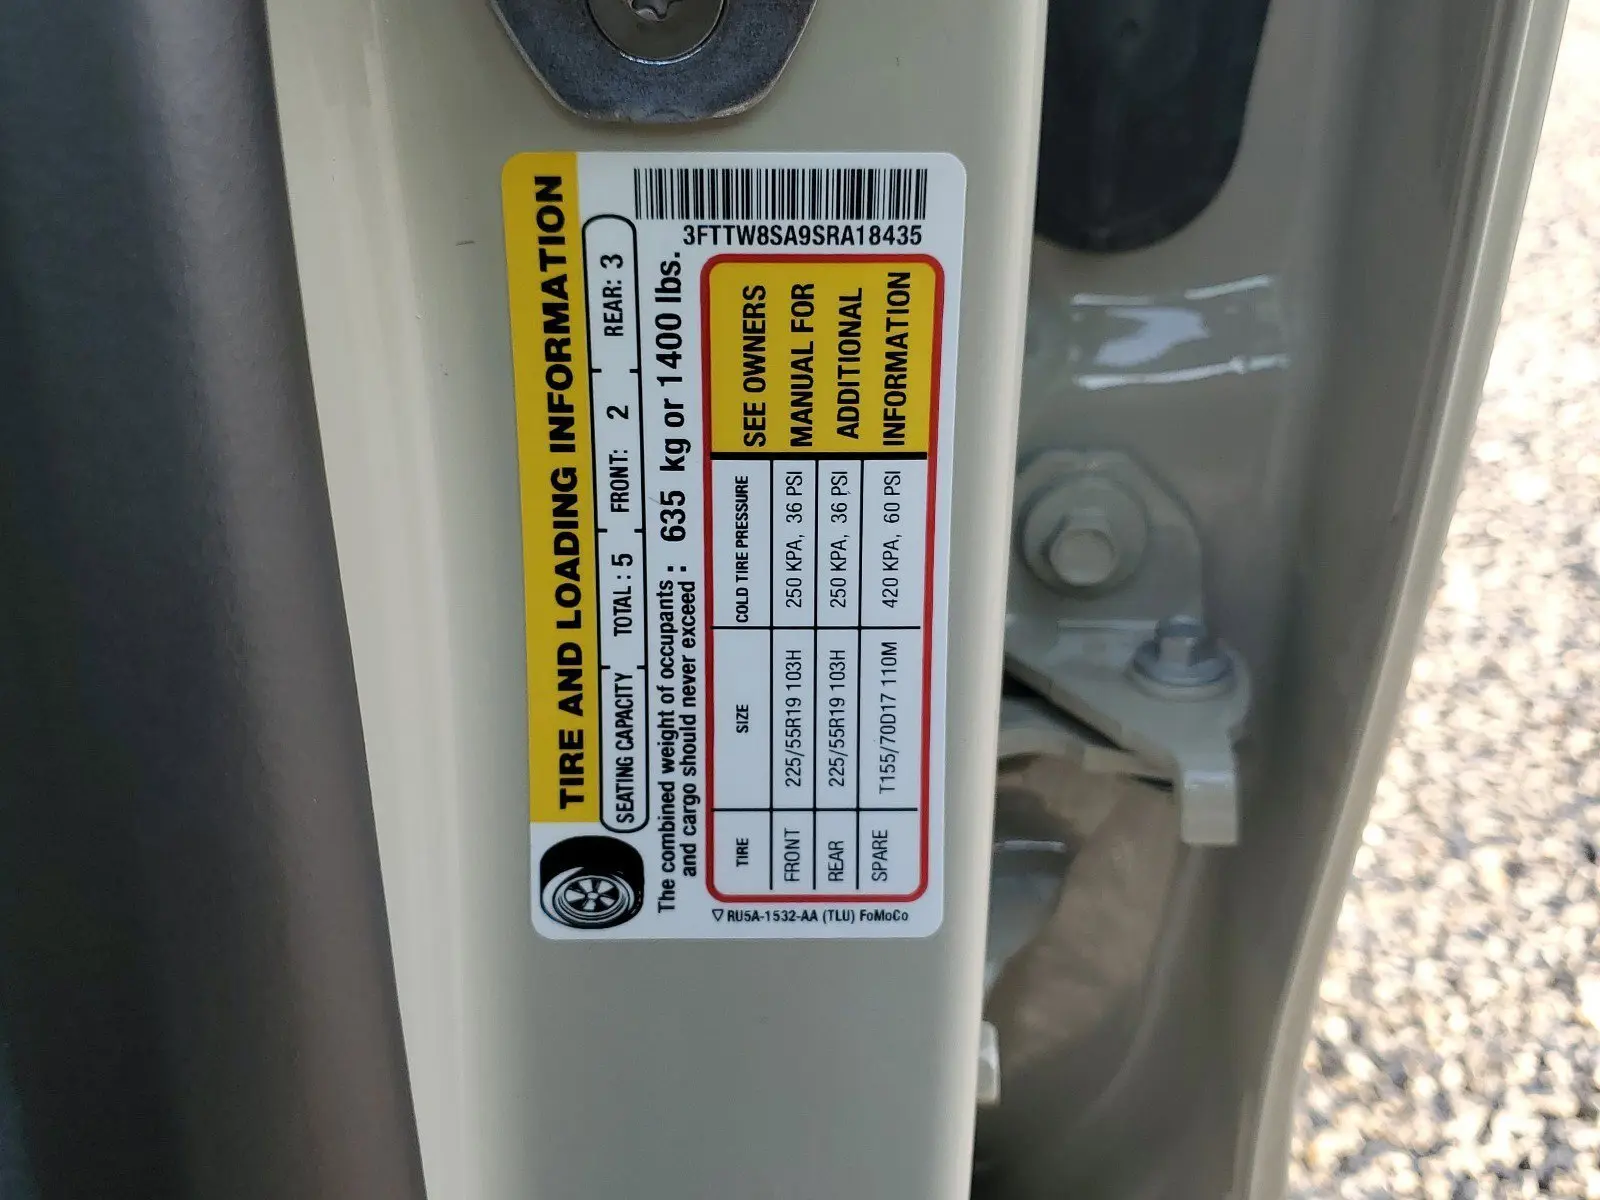 TIRE AND LOADING INFORMATION
SEATING CAPACITY TOTAL : 5 FRONT: 2 REAR: 3
The combined weight of occupants and cargo should never exceed : 635 kg or 1400 lbs.
3FTTW8SA9SRA18435
TIRE SIZE COLD TIRE PRESSURE
FRONT 225/55R19 103H 250 KPA, 36 PSI
REAR 225/55R19 103H 250 KPA, 36 PSI
SPARE T155/70D17 110M 420 KPA, 60 PSI
SEE OWNERS
MANUAL FOR
ADDITIONAL
INFORMATION
RU5A-1532-AA (TLU) FoMoCo